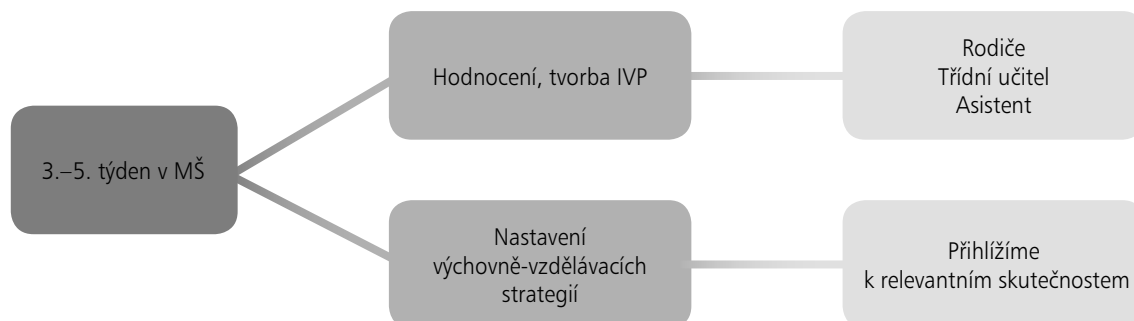 3.–5. týden v MŠ
Hodnocení, tvorba IVP
Rodiče
Třídní učitel
Asistent
Nastavení
výchovně-vzdělávacích
strategií
Přihlížíme
k relevantním skutečnostem